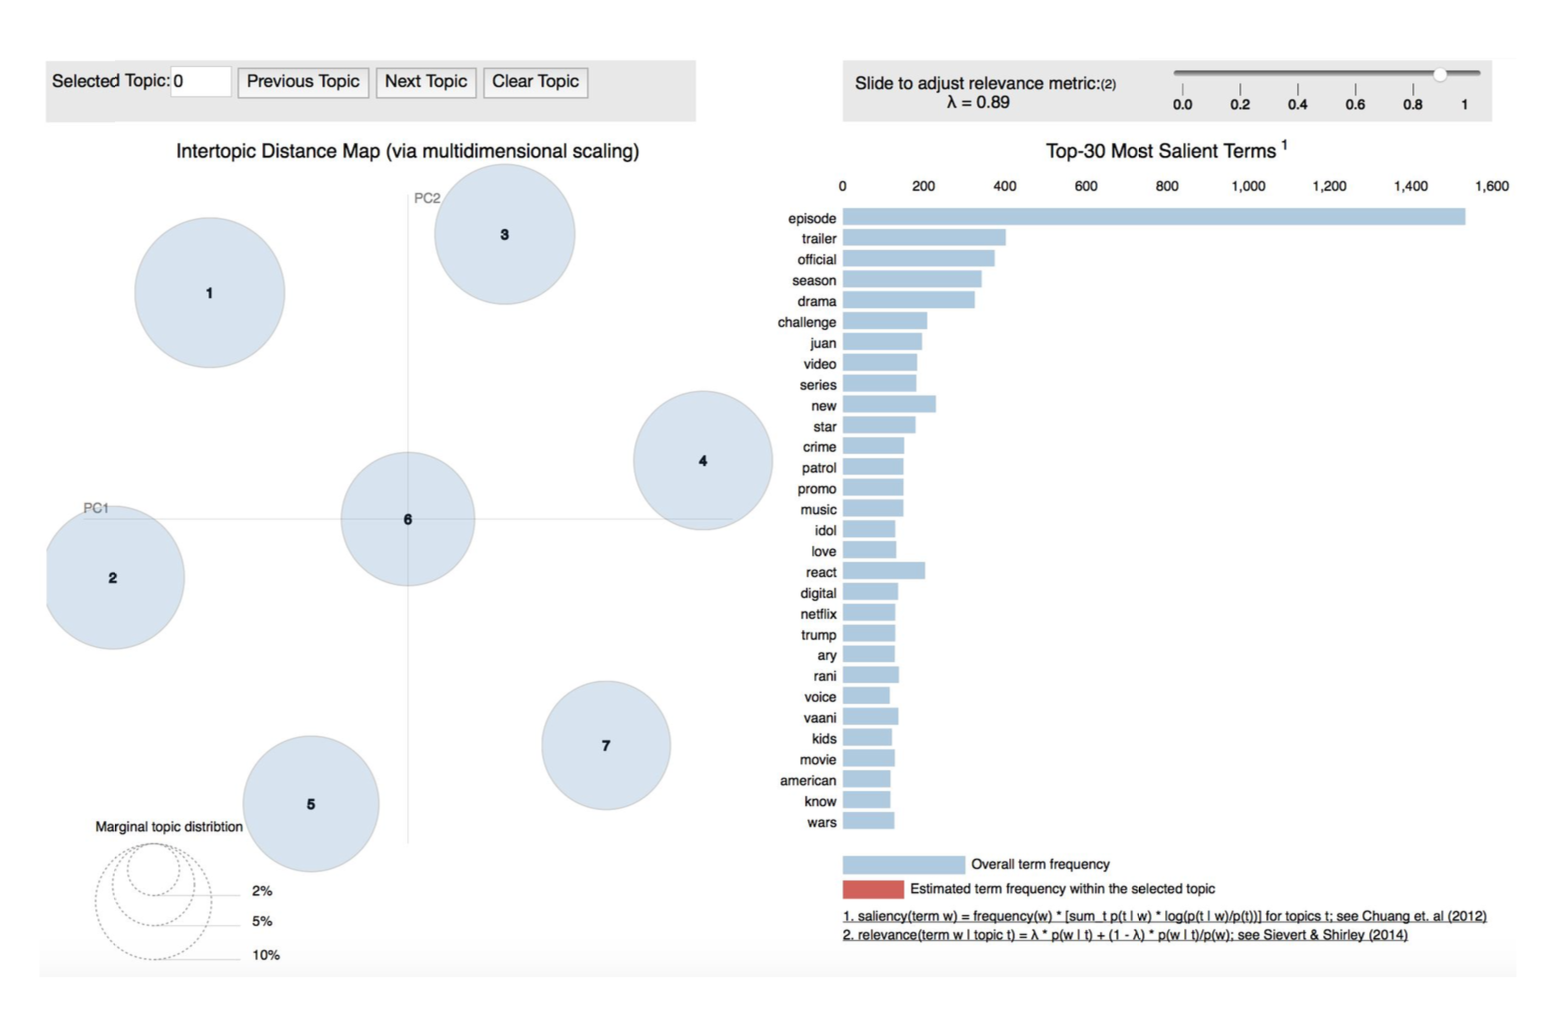 Selected Topic: 0 Previous Topic Next Topic Clear Topic
Slide to adjust relevance metric:(2)
λ = 0.89
0.0 0.2 0.4 0.6 0.8 1
Intertopic Distance Map (via multidimensional scaling)
PC2
3
1
4
PC1
6
2
7
5
Marginal topic distribtion
2%
5%
10%
Top-30 Most Salient Terms 1
0 200 400 600 800 1,000 1,200 1,400 1,600
episode
trailer
official
season
drama
challenge
juan
video
series
new
star
crime
patrol
promo
music
idol
love
react
digital
netflix
trump
ary
rani
voice
vaani
kids
movie
american
know
wars
Overall term frequency
Estimated term frequency within the selected topic
1. saliency(term w) = frequency(w) * [sum_t p(t | w) * log(p(t | w)/p(t))] for topics t; see Chuang et. al (2012)
2. relevance(term w | topic t) = λ * p(w | t) + (1 - λ) * p(w | t)/p(w); see Sievert & Shirley (2014)